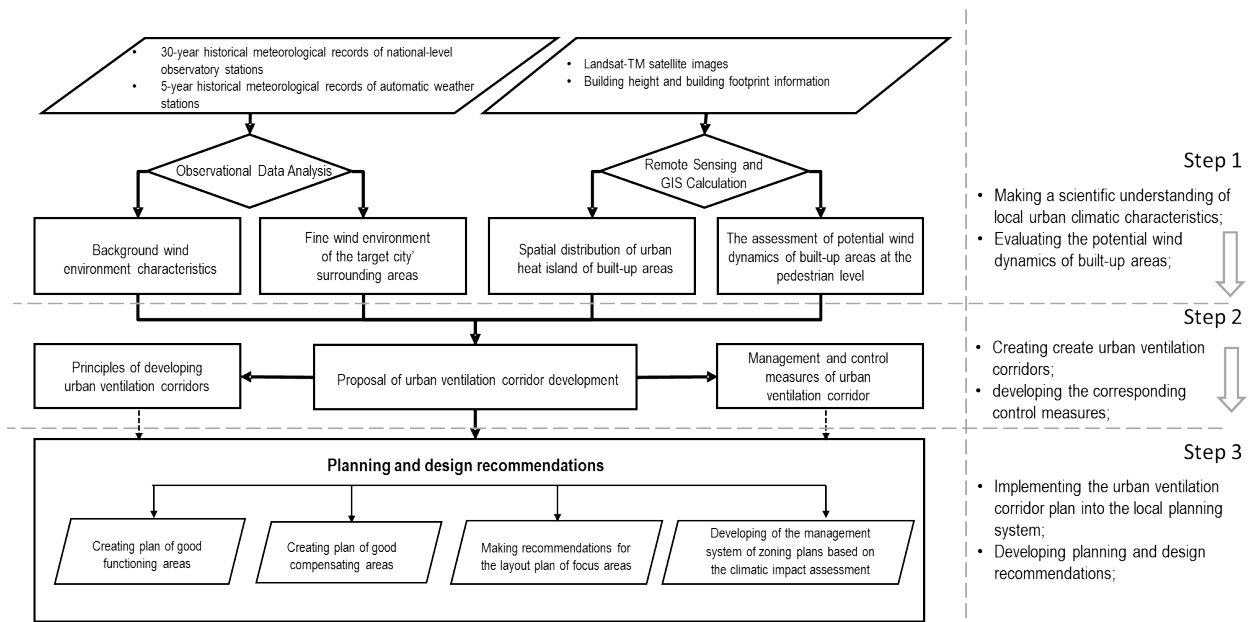 • 30-year historical meteorological records of national-level
observatory stations
• 5-year historical meteorological records of automatic weather
stations
• Landsat-TM satellite images
• Building height and building footprint information
Observational Data Analysis
Remote Sensing and
GIS Calculation
Background wind
environment characteristics
Fine wind environment
of the target city'
surrounding areas
Spatial distribution of urban
heat island of built-up areas
The assessment of potential wind
dynamics of built-up areas at the
pedestrian level
Step 1
• Making a scientific understanding of
local urban climatic characteristics;
• Evaluating the potential wind
dynamics of built-up areas;
Principles of developing
urban ventilation corridors
Proposal of urban ventilation corridor development
Management and control
measures of urban
ventilation corridor
Step 2
• Creating create urban ventilation
corridors;
• developing the corresponding
control measures;
Planning and design recommendations
Creating plan of good
functioning areas
Creating plan of good
compensating areas
Making recommendations for
the layout plan of focus areas
Developing of the management
system of zoning plans based on
the climatic impact assessment
Step 3
• Implementing the urban ventilation
corridor plan into the local planning
system;
• Developing planning and design
recommendations;